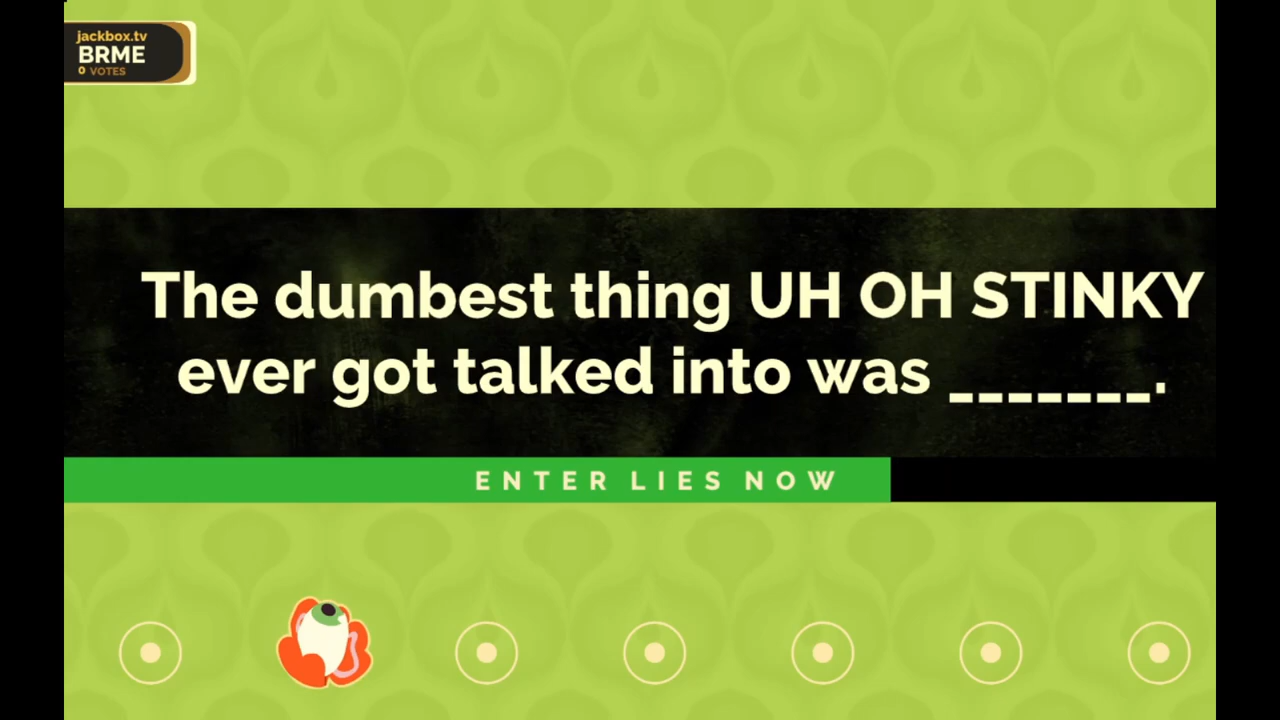 jackbox.tv
BRME
0 VOTES
The dumbest thing UH OH STINKY
ever got talked into was _______.
ENTER LIES NOW